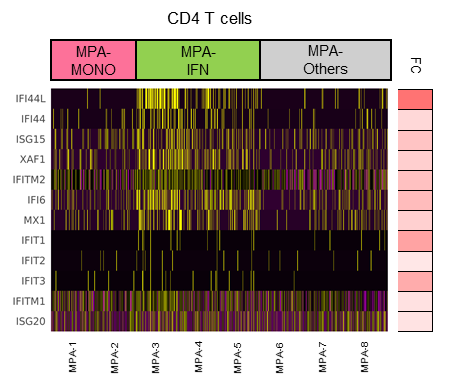 CD4 T cells
MPA-
MONO
MPA-
IFN
MPA-
Others
FC
IFI44L
IFI44
ISG15
XAF1
IFITM2
IFI6
MX1
IFIT1
IFIT2
IFIT3
IFITM1
ISG20
MPA-1
MPA-2
MPA-3
MPA-4
MPA-5
MPA-6
MPA-7
MPA-8